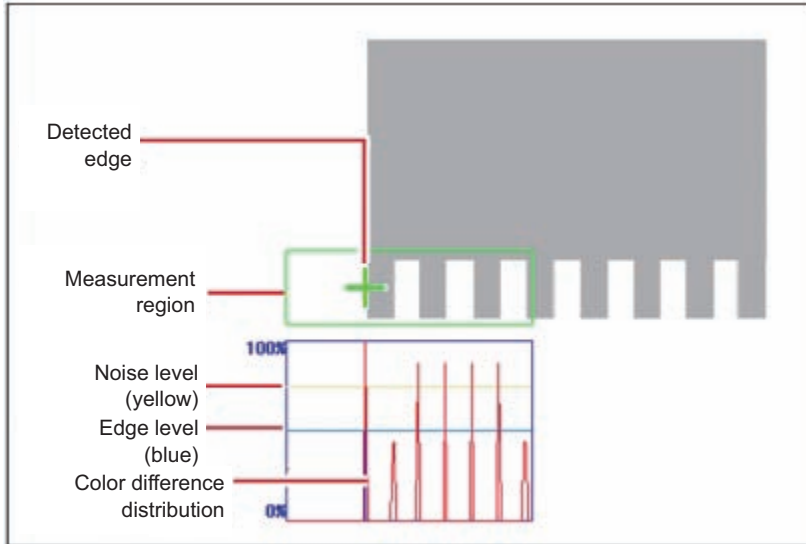 Detected
edge
Measurement
region
100%
Noise level
(yellow)
Edge level
(blue)
Color difference
distribution
0%